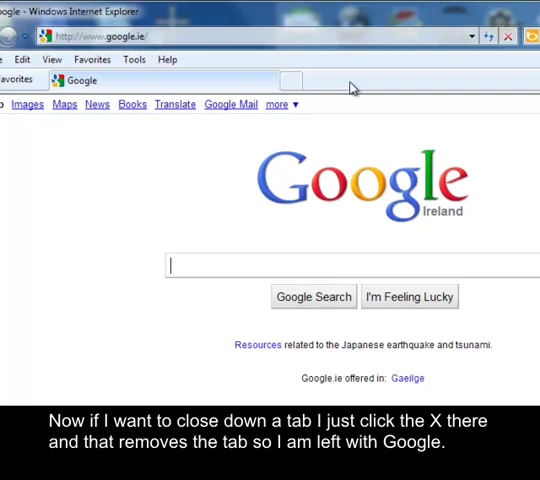 oogle - Windows Internet Explorer
http://www.google.ie/
Edit View Favorites Tools Help
avorites Google
Images Maps News Books Translate Google Mail more ▼
Google
Ireland
Google Search I'm Feeling Lucky
Resources related to the Japanese earthquake and tsunami.
Google.ie offered in: Gaeilge
Now if I want to close down a tab I just click the X there
and that removes the tab so I am left with Google.